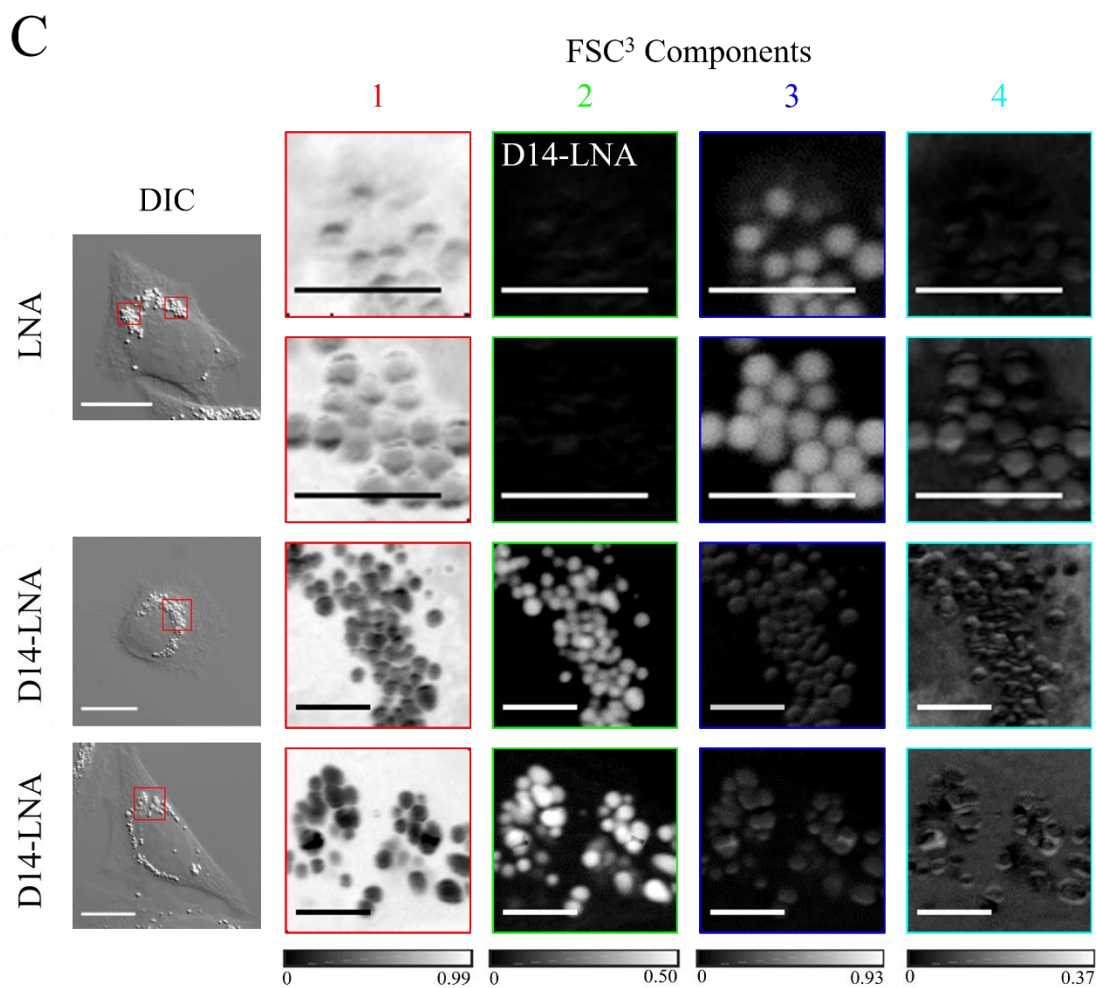 C
FSC³ Components
1 2 3 4
DIC
D14-LNA
LNA
D14-LNA
D14-LNA
0 0.99 0 0.50 0 0.93 0 0.37